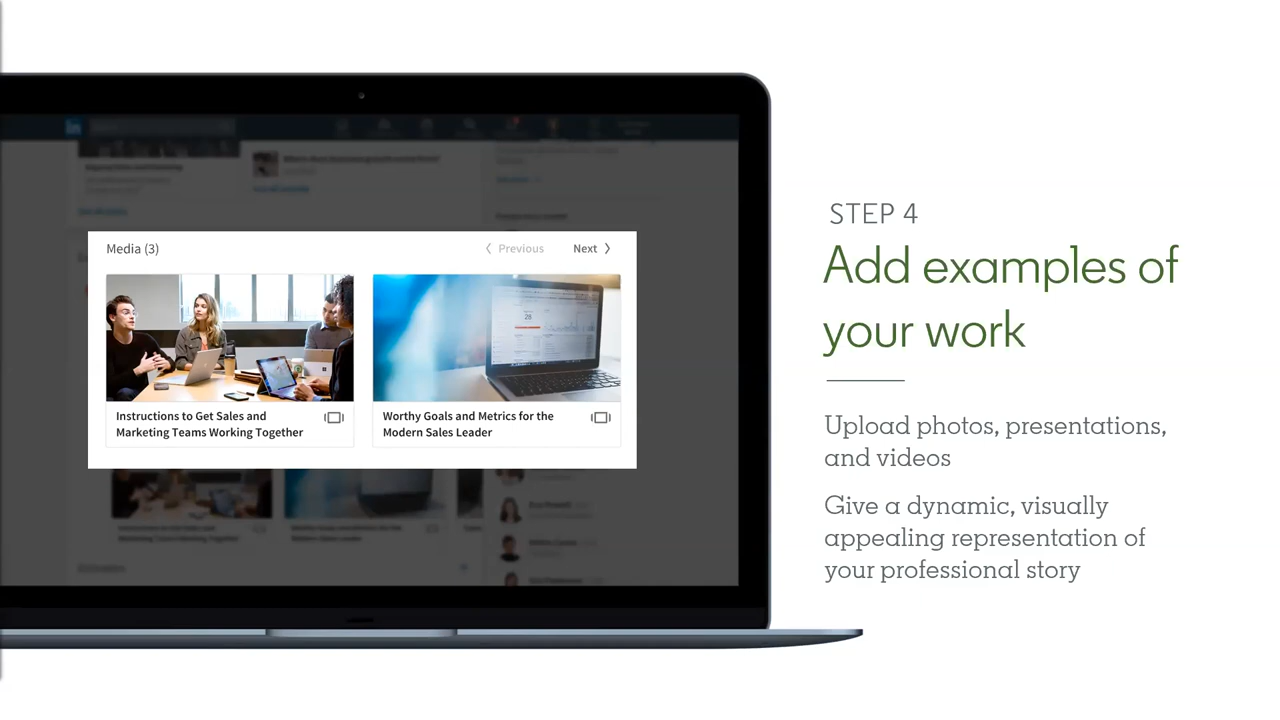 in
Media (3)
Previous
Next
Instructions to Get Sales and
Marketing Teams Working Together
Worthy Goals and Metrics for the
Modern Sales Leader
STEP 4
Add examples of
your work
Upload photos, presentations,
and videos
Give a dynamic, visually
appealing representation of
your professional story